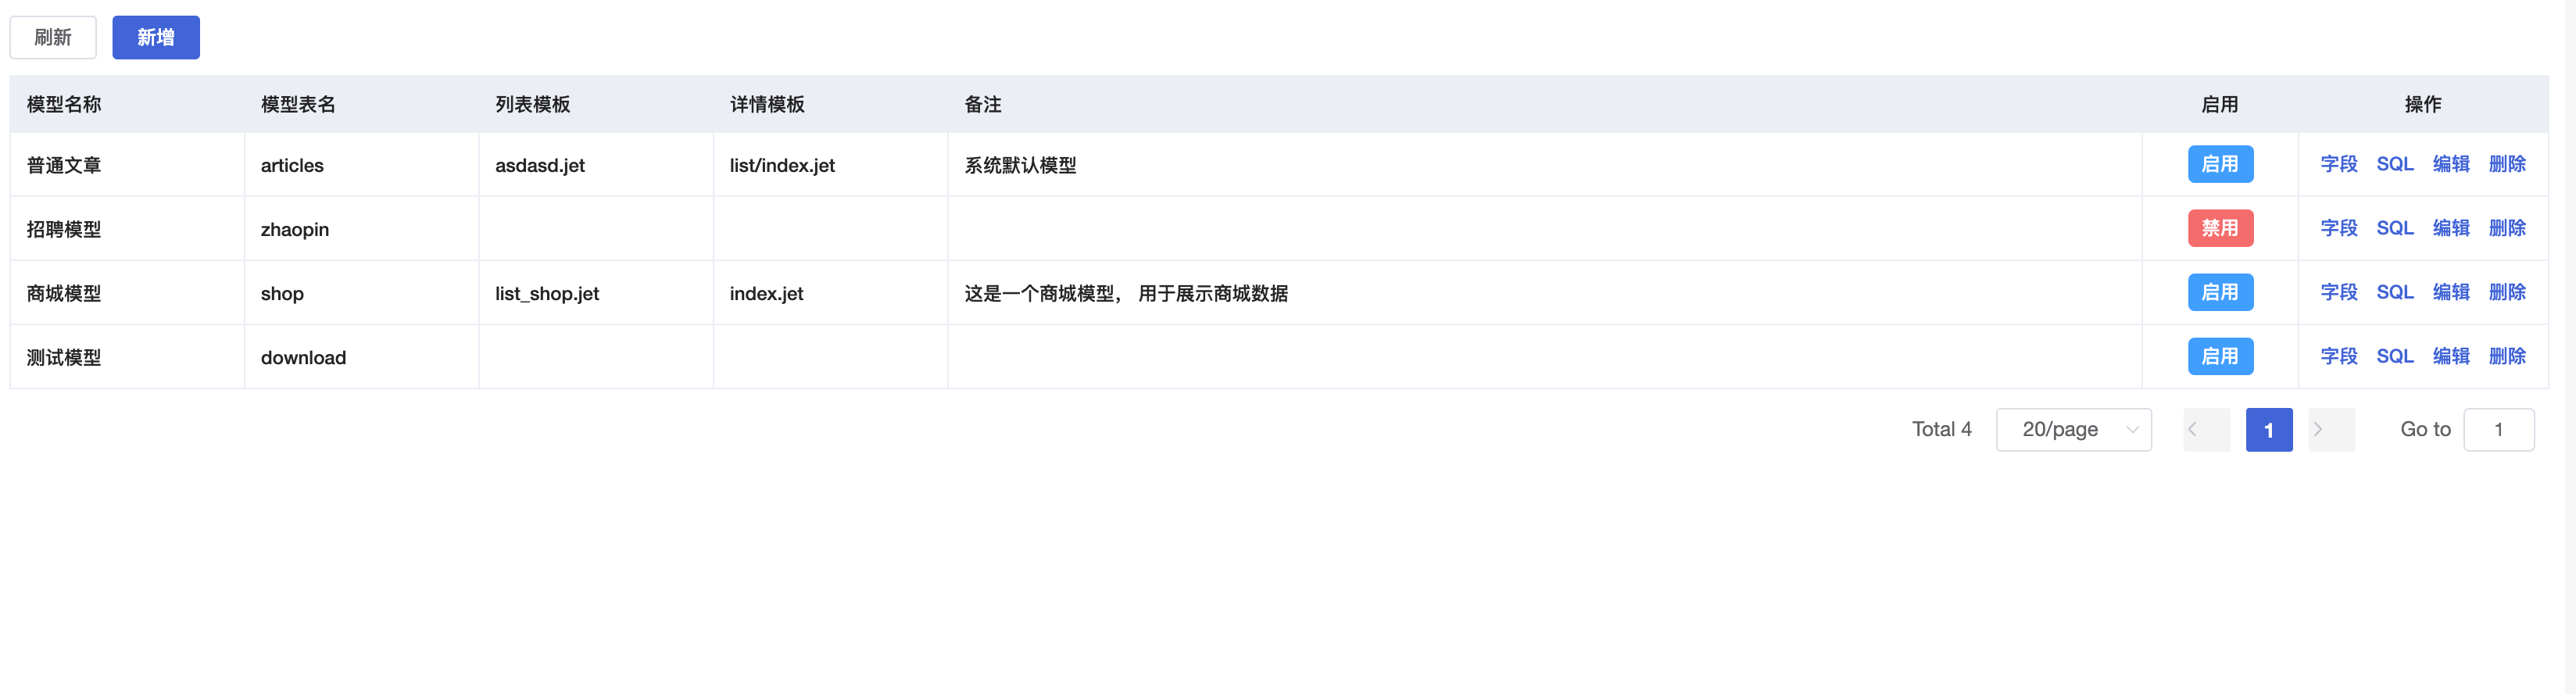 刷新 新增
模型名称 模型表名 列表模板 详情模板 备注 启用 操作
普通文章 articles asdasd.jet list/index.jet 系统默认模型 启用 字段 SQL 编辑 删除
招聘模型 zhaopin 禁用 字段 SQL 编辑 删除
商城模型 shop list_shop.jet index.jet 这是一个商城模型， 用于展示商城数据 启用 字段 SQL 编辑 删除
测试模型 download 启用 字段 SQL 编辑 删除
Total 4 20/page 1 Go to 1